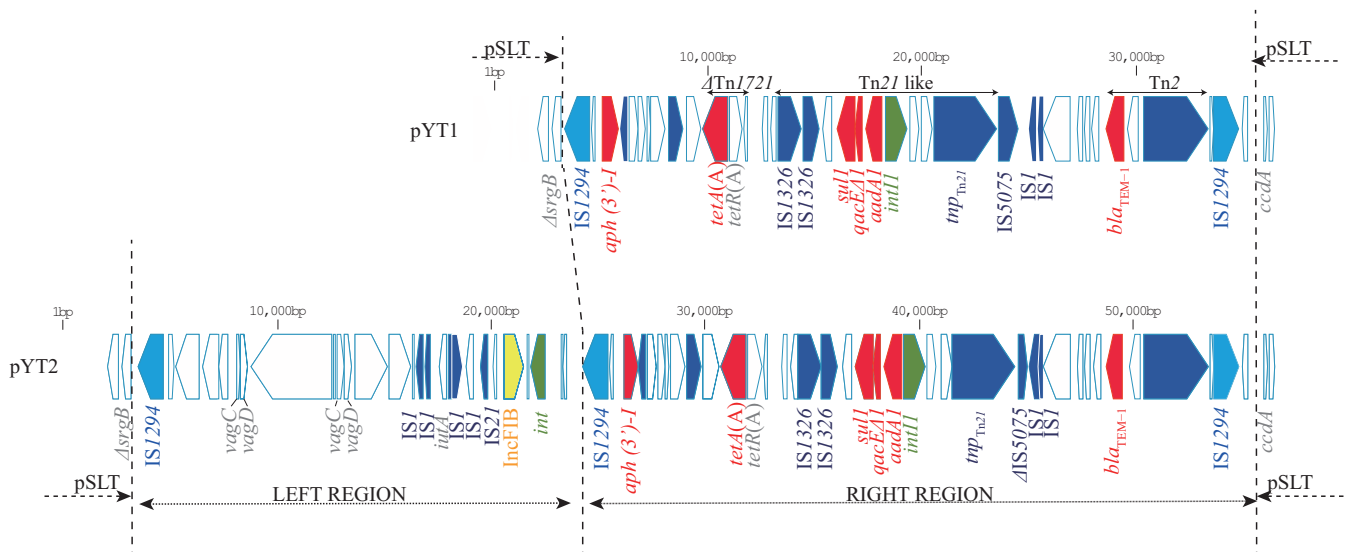 pSLT
pSLT
1bp
10,000bp
20,000bp
30,000bp
ΔTn1721
Tn21 like
Tn2
pYT1
ΔsrgB
IS1294
aph (3')-I
tetA(A)
tetR(A)
IS1326
IS1326
sul1
qacEΔ1
aadA1
intI1
tnpTn21
IS5075
IS1
IS1
blaTEM-1
IS1294
ccdA
1bp
10,000bp
20,000bp
30,000bp
40,000bp
50,000bp
pYT2
ΔsrgB
IS1294
vagC
vagD
vagC
vagD
IS1
IS1
iutA
IS1
IS1
IS21
IncFIB
int
IS1294
aph (3')-I
tetA(A)
tetR(A)
IS1326
IS1326
sul1
qacEΔ1
aadA1
intI1
tnpTn21
ΔIS5075
IS1
IS1
blaTEM-1
IS1294
ccdA
pSLT
LEFT REGION
RIGHT REGION
pSLT